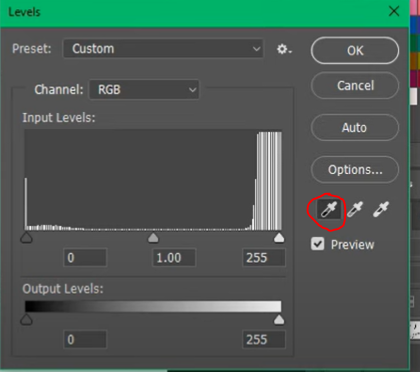 Levels
Preset: Custom
OK
Cancel
Channel: RGB
Auto
Input Levels:
Options...
0 1.00 255
Preview
Output Levels:
0 255